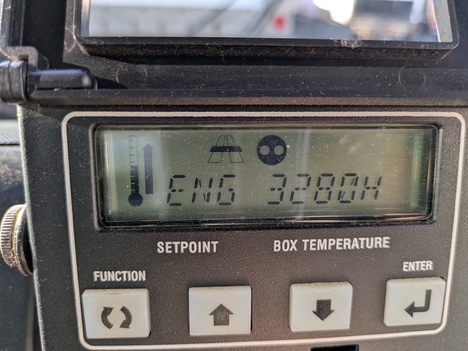 ENG 3280H
SETPOINT BOX TEMPERATURE
FUNCTION ENTER